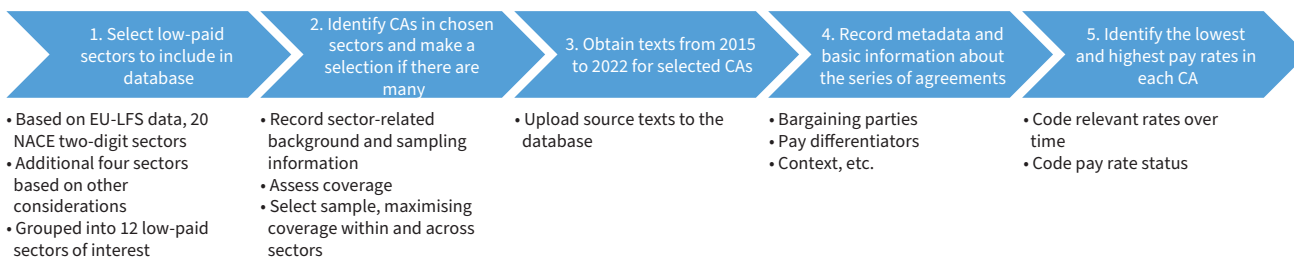 1. Select low-paid
sectors to include in
database
2. Identify CAs in chosen
sectors and make a
selection if there are
many
3. Obtain texts from 2015
to 2022 for selected CAs
4. Record metadata and
basic information about
the series of agreements
5. Identify the lowest
and highest pay rates in
each CA
• Based on EU-LFS data, 20
NACE two-digit sectors
• Additional four sectors
based on other
considerations
• Grouped into 12 low-paid
sectors of interest
• Record sector-related
background and sampling
information
• Assess coverage
• Select sample, maximising
coverage within and across
sectors
• Upload source texts to the
database
• Bargaining parties
• Pay differentiators
• Context, etc.
• Code relevant rates over
time
• Code pay rate status